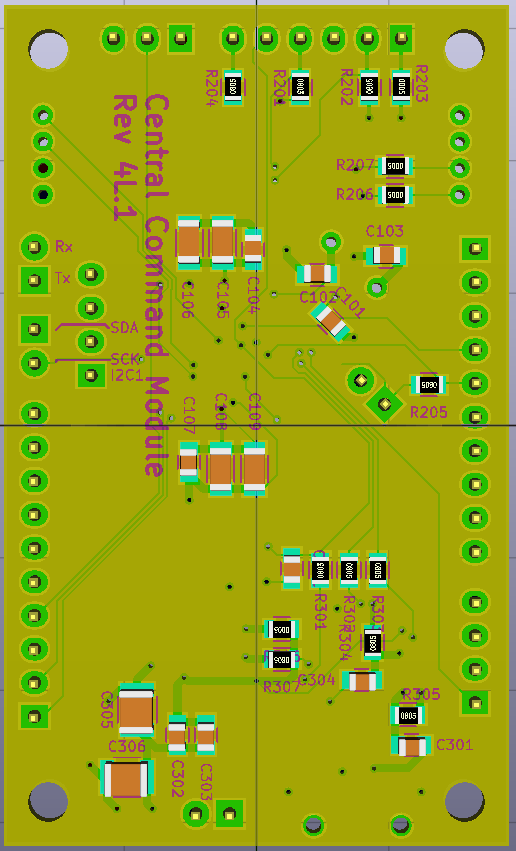 R204
R201
R202
R203
Central Command Module
Rev 4L.1
R207
R206
C103
Rx
Tx
C106
C105
C104
C102
C101
SDA
SCK
I2C1
R205
C107
C108
C109
R301
R302
R303
R304
R307
C304
R305
C301
C305
C306
C302
C303